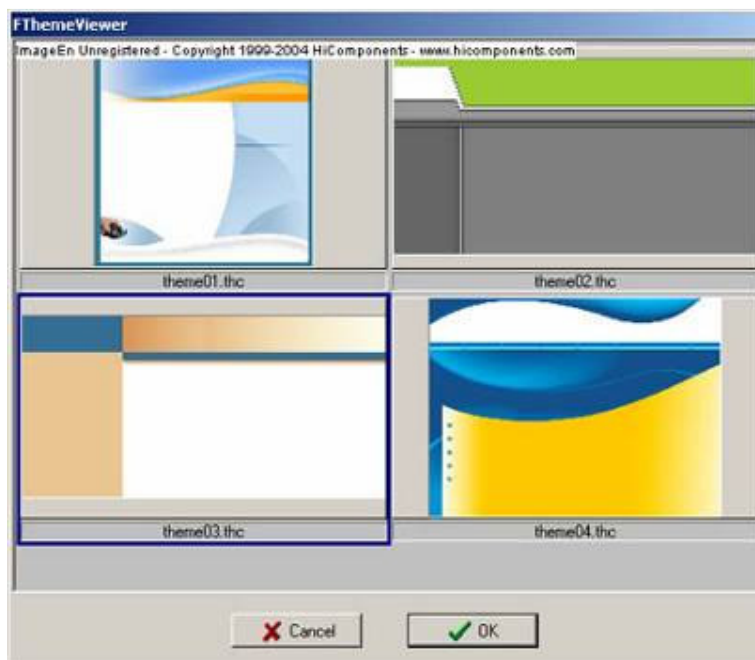 FThemeViewer
ImageEn Unregistered - Copyright 1999-2004 HiComponents - www.hicomponents.com
theme01.thc
theme02.thc
theme03.thc
theme04.thc
Cancel
OK